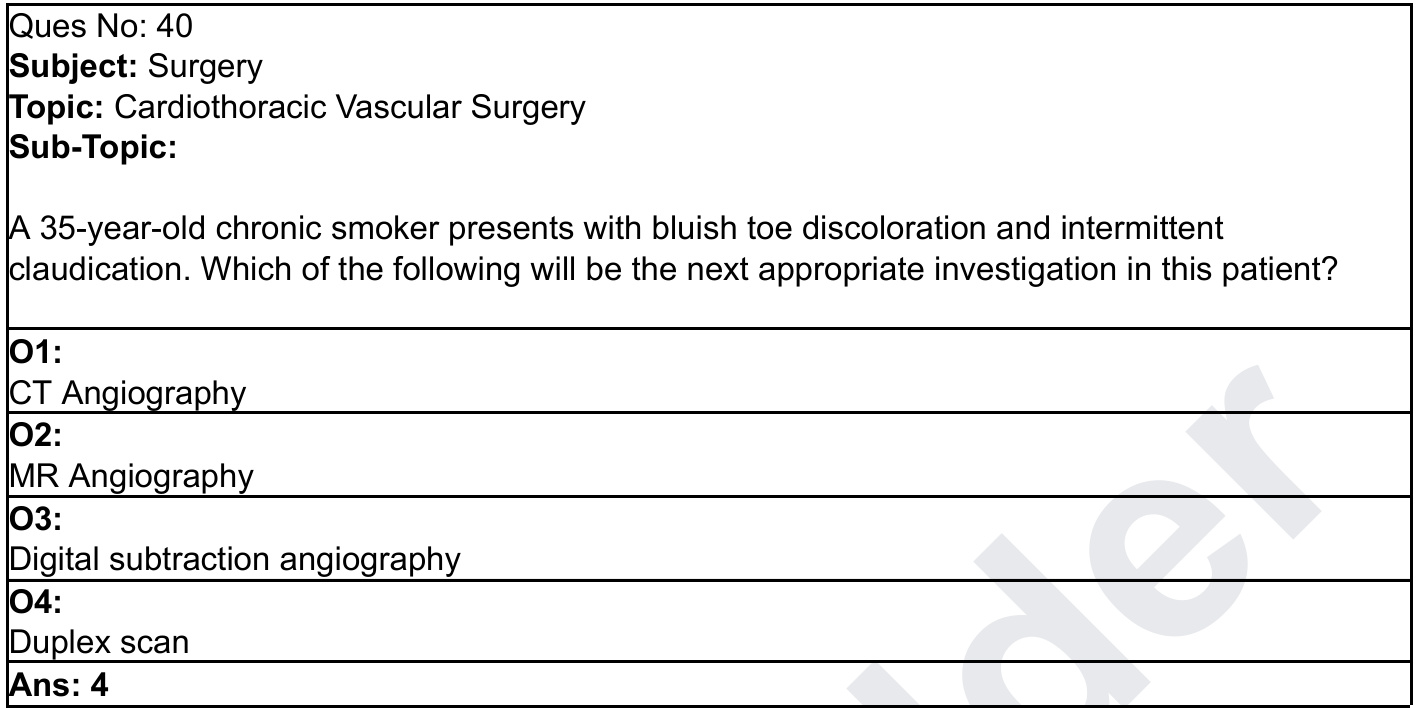 Ques No: 40
Subject: Surgery
Topic: Cardiothoracic Vascular Surgery
Sub-Topic:
A 35-year-old chronic smoker presents with bluish toe discoloration and intermittent
claudication. Which of the following will be the next appropriate investigation in this patient?
O1:
CT Angiography
O2:
MR Angiography
O3:
Digital subtraction angiography
O4:
Duplex scan
Ans: 4